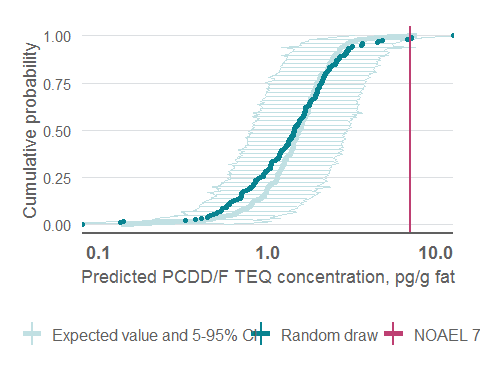 1.00
0.75
0.50
0.25
0.00
Cumulative probability
0.1 1.0 10.0
Predicted PCDD/F TEQ concentration, pg/g fat
Expected value and 5-95% CI Random draw NOAEL 7